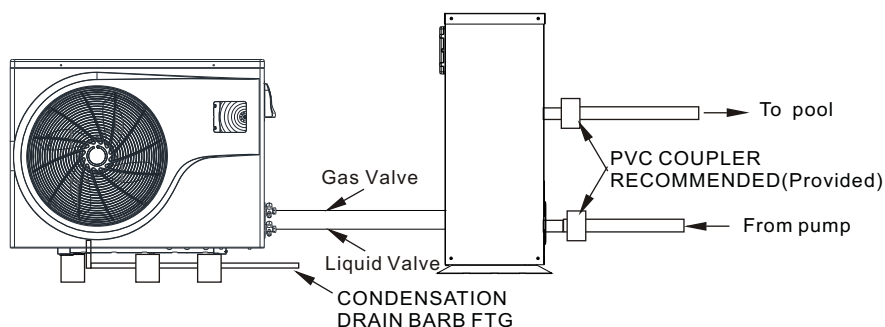 To pool
PVC COUPLER
RECOMMENDED(Provided)
Gas Valve
From pump
Liquid Valve
CONDENSATION
DRAIN BARB FTG